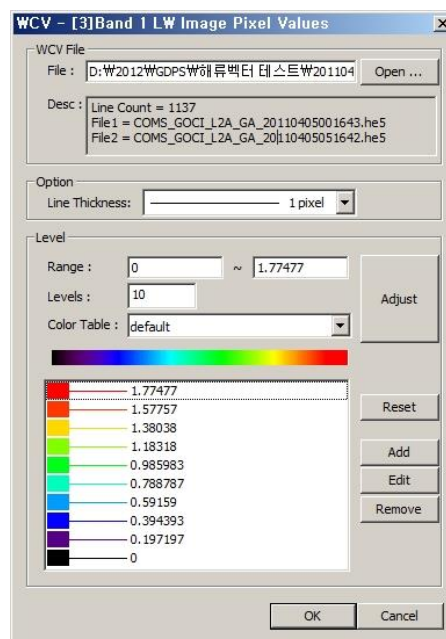 WCV - [3]Band 1 LW Image Pixel Values
WCV File
File : D:₩2012₩GDPS₩해류벡터 테스트₩201104
Open ...
Desc : Line Count = 1137
File1 = COMS_GOCI_L2A_GA_20110405001643.he5
File2 = COMS_GOCI_L2A_GA_20110405051642.he5
Option
Line Thickness: 1 pixel
Level
Range : 0 ~ 1.77477
Levels : 10
Adjust
Color Table : default
1.77477
1.57757
1.38038
1.18318
0.985983
0.788787
0.59159
0.394393
0.197197
0
Reset
Add
Edit
Remove
OK
Cancel